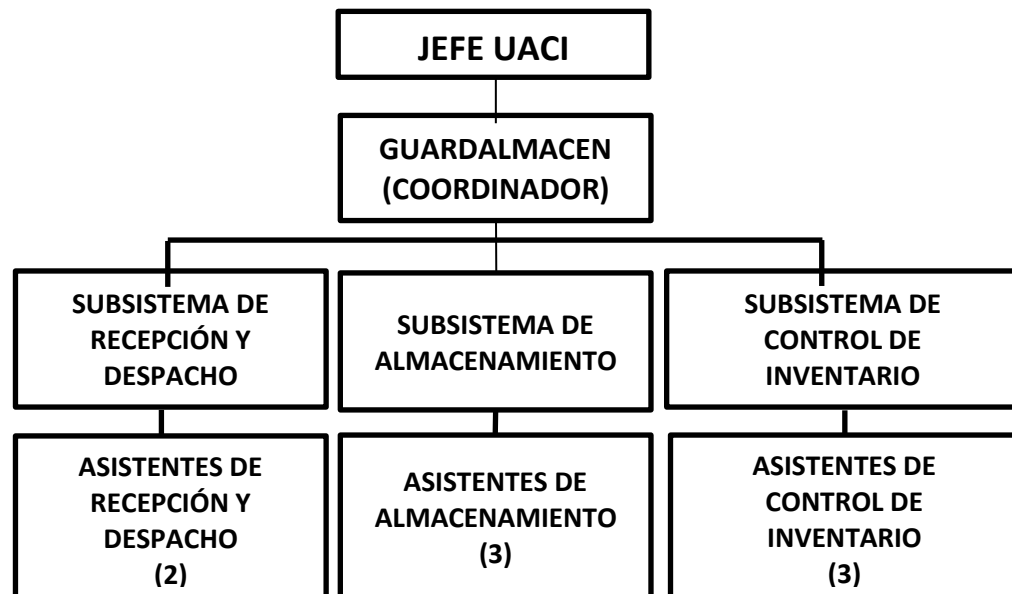 JEFE UACI
GUARDALMACEN
(COORDINADOR)
SUBSISTEMA DE
RECEPCIÓN Y
DESPACHO
SUBSISTEMA DE
ALMACENAMIENTO
SUBSISTEMA DE
CONTROL DE
INVENTARIO
ASISTENTES DE
RECEPCIÓN Y
DESPACHO
(2)
ASISTENTES DE
ALMACENAMIENTO
(3)
ASISTENTES DE
CONTROL DE
INVENTARIO
(3)